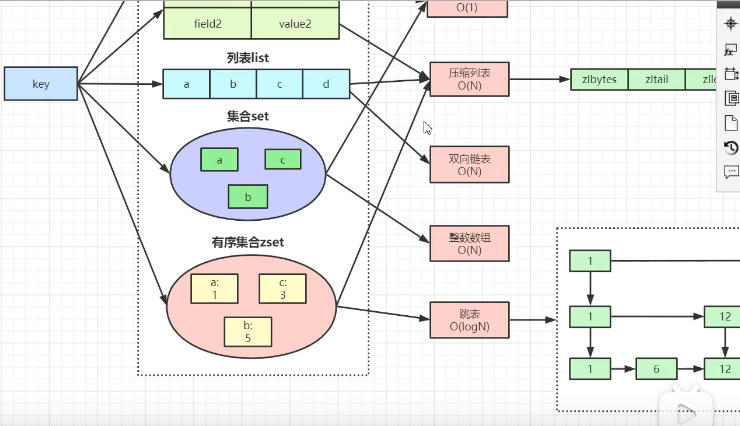 O(1)
field2
value2
列表list
key
a
b
c
d
压缩列表
O(N)
zlbytes
zltail
集合set
a
c
b
双向链表
O(N)
有序集合zset
整数数组
O(N)
a:
1
c:
3
b:
5
跳表
O(logN)
1
1
12
1
6
12